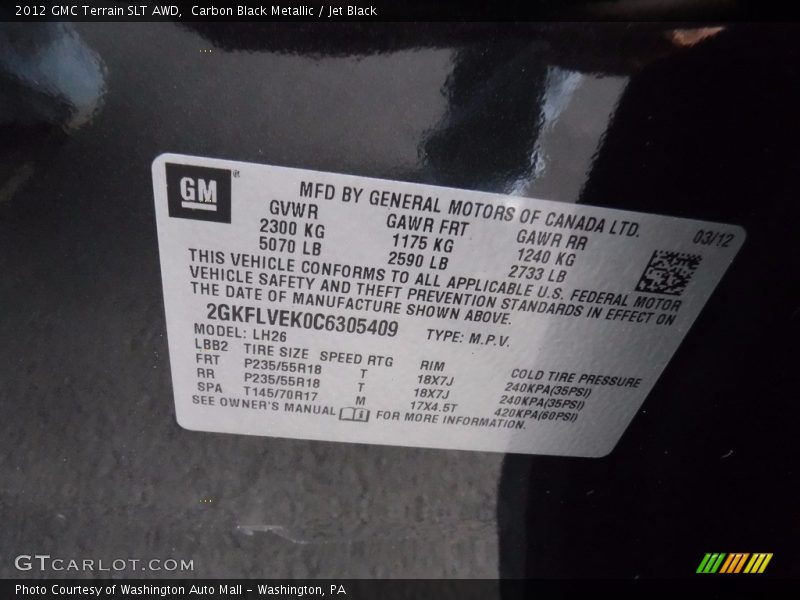 2012 GMC Terrain SLT AWD,  Carbon Black Metallic / Jet Black
GM®
MFD BY GENERAL MOTORS OF CANADA LTD.
03/12
GVWR GAWR FRT GAWR RR
2300 KG 1175 KG 1240 KG
5070 LB 2590 LB 2733 LB
THIS VEHICLE CONFORMS TO ALL APPLICABLE U.S. FEDERAL MOTOR
VEHICLE SAFETY AND THEFT PREVENTION STANDARDS IN EFFECT ON
THE DATE OF MANUFACTURE SHOWN ABOVE.
2GKFLVEK0C6305409 TYPE: M.P.V.
MODEL: LH26
LBB2 TIRE SIZE SPEED RTG RIM COLD TIRE PRESSURE
FRT P235/55R18 T 18X7J 240KPA(35PSI)
RR P235/55R18 T 18X7J 240KPA(35PSI)
SPA T145/70R17 M 17X4.5T 420KPA(60PSI)
SEE OWNER'S MANUAL FOR MORE INFORMATION.
GTCARLOT.COM
Photo Courtesy of Washington Auto Mall – Washington, PA